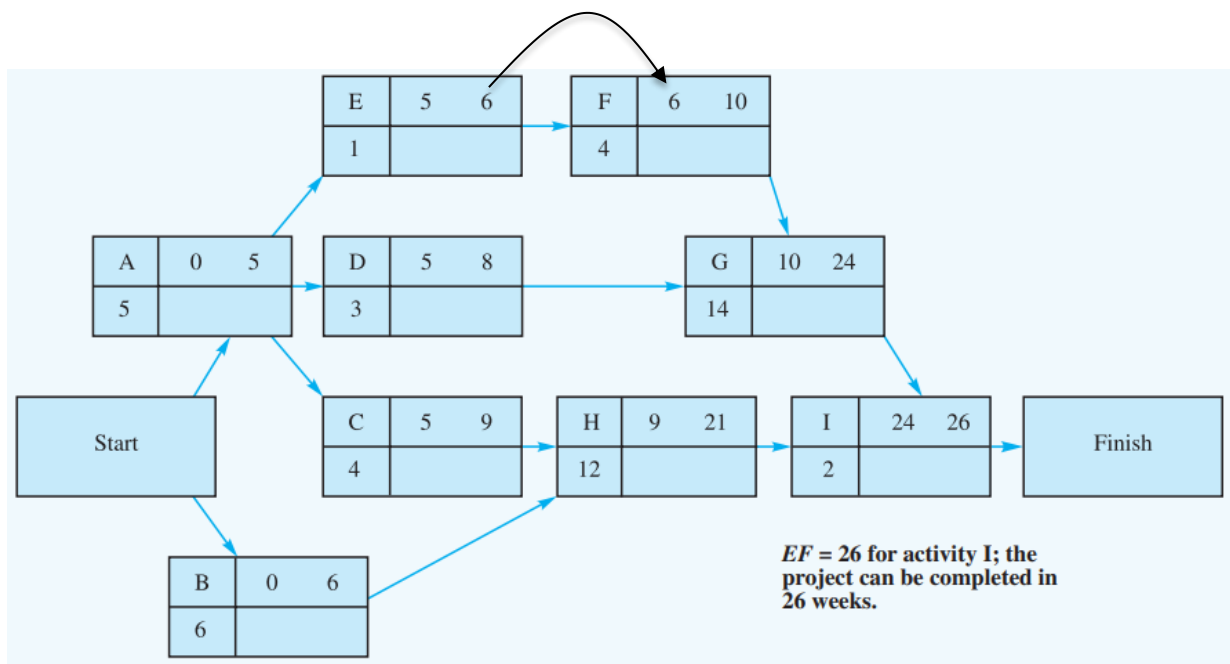 E 5 6
1
F 6 10
4
A 0 5
5
D 5 8
3
G 10 24
14
Start
C 5 9
4
H 9 21
12
I 24 26
2
Finish
B 0 6
6
EF = 26 for activity I; the
project can be completed in
26 weeks.